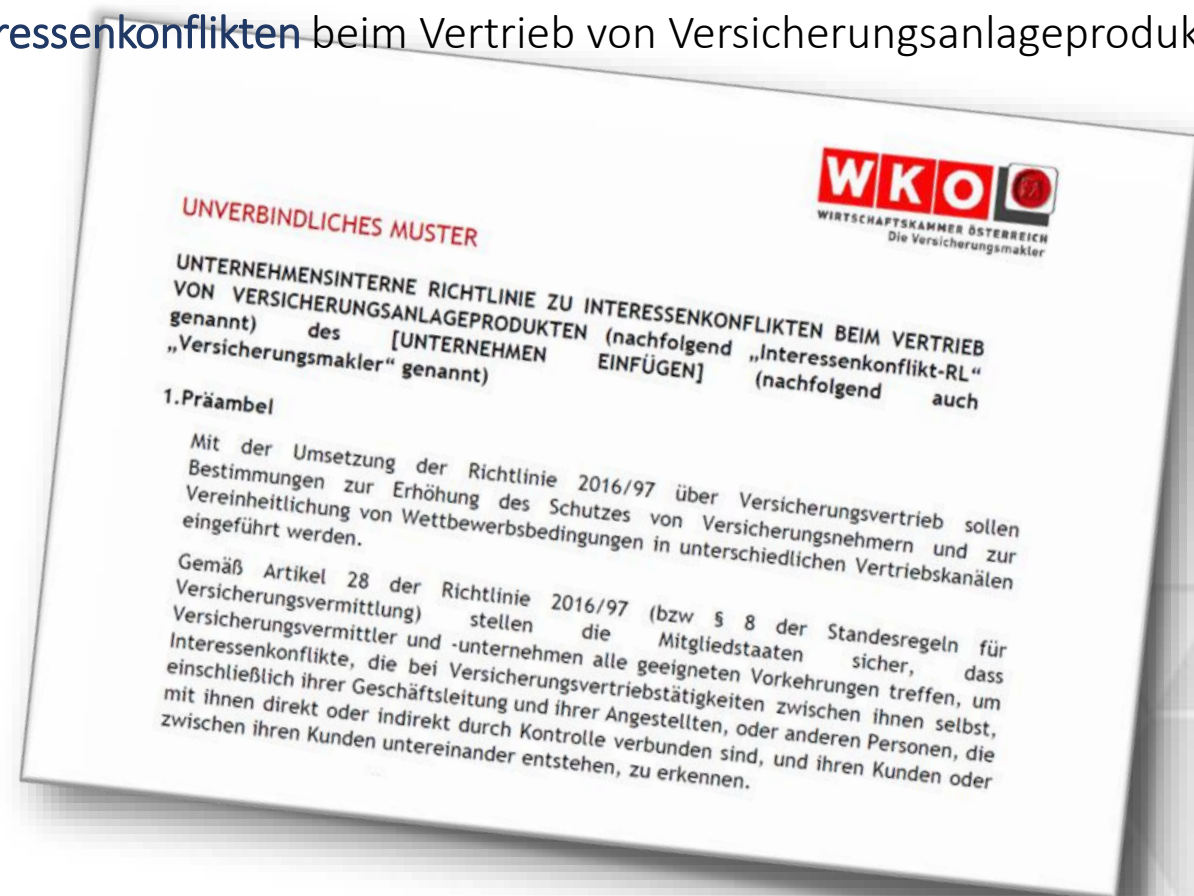 ressenkonflikten beim Vertrieb von Versicherungsanlageproduk
WKO
WIRTSCHAFTSKAMMER ÖSTERREICH
Die Versicherungsmakler
UNVERBINDLICHES MUSTER
UNTERNEHMENSINTERNE RICHTLINIE ZU INTERESSENKONFLIKTEN BEIM VERTRIEB
VON VERSICHERUNGSANLAGEPRODUKTEN (nachfolgend „Interessenkonflikt-RL“
genannt) des [UNTERNEHMEN EINFÜGEN] (nachfolgend auch
„Versicherungsmakler“ genannt)
1.Präambel
Mit der Umsetzung der Richtlinie 2016/97 über Versicherungsvertrieb sollen
Bestimmungen zur Erhöhung des Schutzes von Versicherungsnehmern und zur
Vereinheitlichung von Wettbewerbsbedingungen in unterschiedlichen Vertriebskanälen
eingeführt werden.
Gemäß Artikel 28 der Richtlinie 2016/97 (bzw § 8 der Standesregeln für
Versicherungsvermittlung) stellen die Mitgliedstaaten sicher, dass
Versicherungsvermittler und -unternehmen alle geeigneten Vorkehrungen treffen, um
Interessenkonflikte, die bei Versicherungsvertriebstätigkeiten zwischen ihnen selbst,
einschließlich ihrer Geschäftsleitung und ihrer Angestellten, oder anderen Personen, die
mit ihnen direkt oder indirekt durch Kontrolle verbunden sind, und ihren Kunden oder
zwischen ihren Kunden untereinander entstehen, zu erkennen.